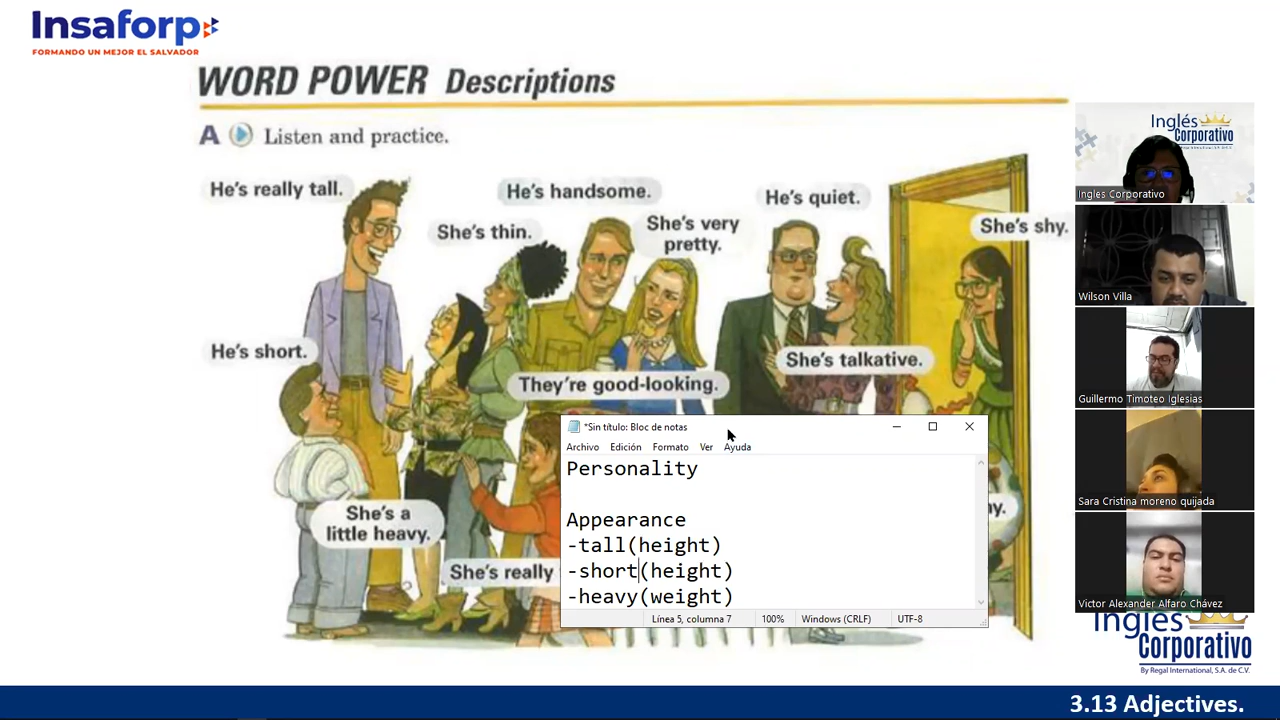 Insaforp
FORMANDO UN MEJOR EL SALVADOR
WORD POWER Descriptions
A Listen and practice.
He's really tall.
He's handsome.
He's quiet.
She's thin.
She's very
pretty.
She's shy.
He's short.
They're good-looking.
She's talkative.
She's a
little heavy.
She's really
*Sin título: Bloc de notas
Archivo Edición Formato Ver Ayuda
Personality
Appearance
-tall(height)
-short(height)
-heavy(weight)
Línea 5, columna 7 100% Windows (CRLF) UTF-8
Inglés
Corporativo
Ingles Corporativo
Wilson Villa
Guillermo Timoteo Iglesias
Sara Cristina moreno quijada
Victor Alexander Alfaro Chávez
Inglés
Corporativo
By Regal International, S.A. de C.V.
3.13 Adjectives.